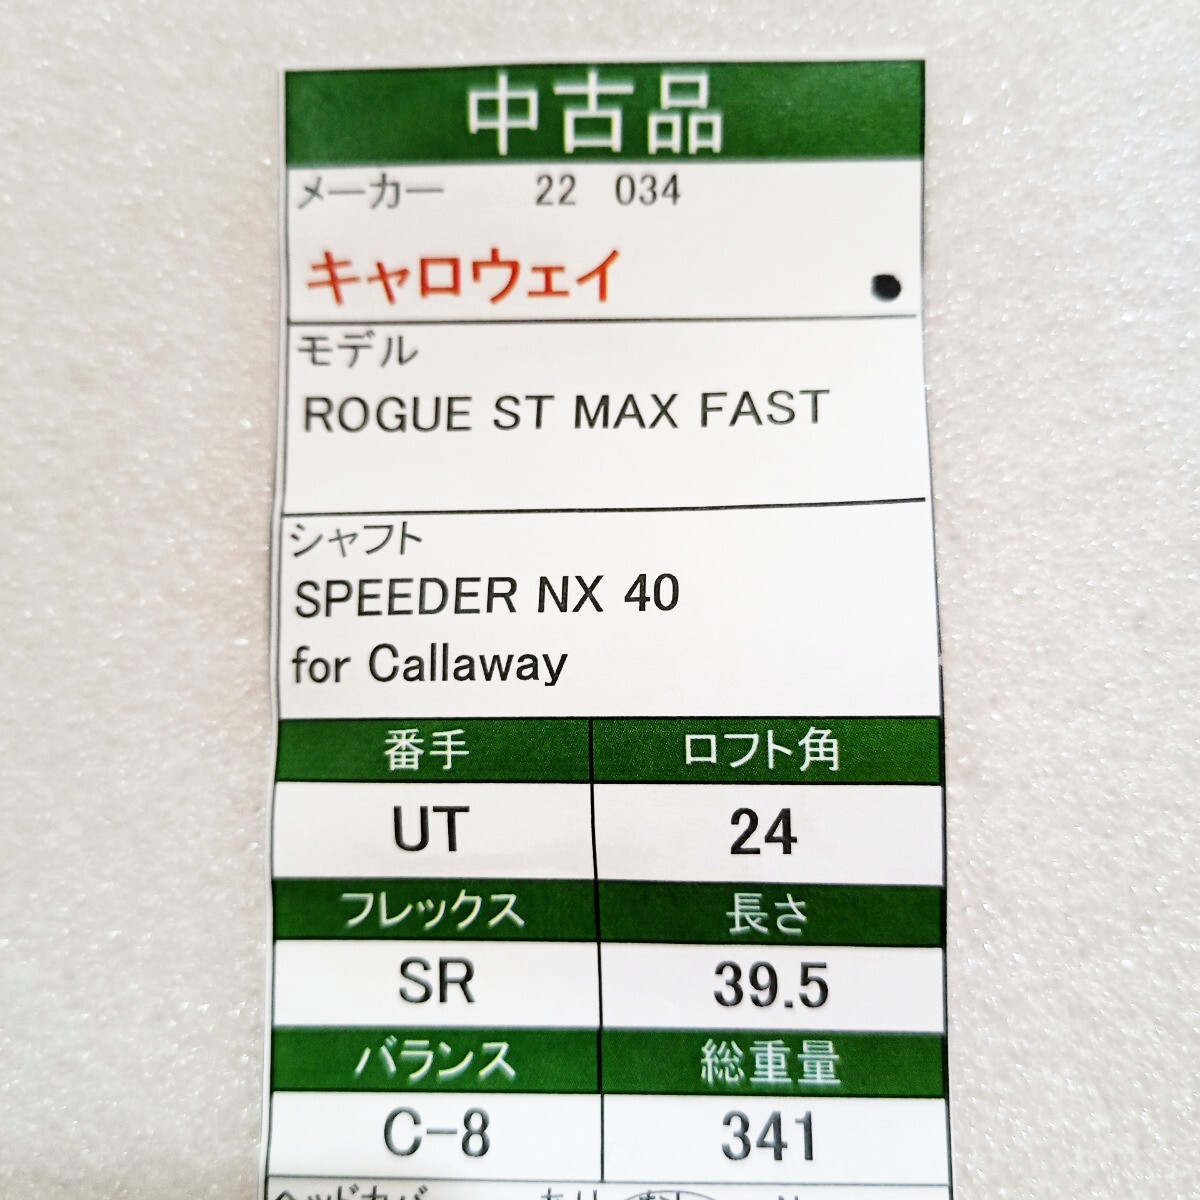 中古品
メーカー 22 034
キャロウェイ
モデル
ROGUE ST MAX FAST
シャフト
SPEEDER NX 40
for Callaway
番手 ロフト角
UT 24
フレックス 長さ
SR 39.5
バランス 総重量
C-8 341